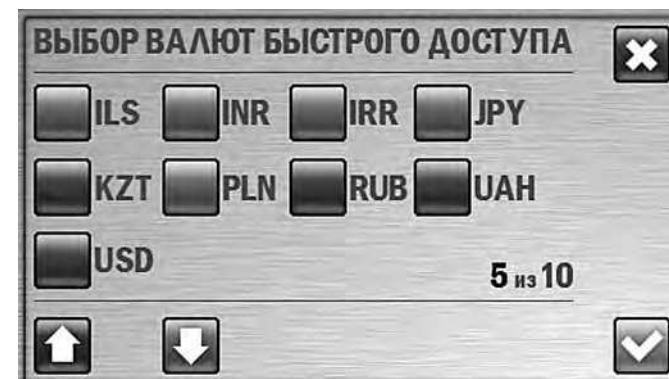 ВЫБОР ВАЛЮТ БЫСТРОГО ДОСТУПА
ILS INR IRR JPY
KZT PLN RUB UAH
USD
5 из 10